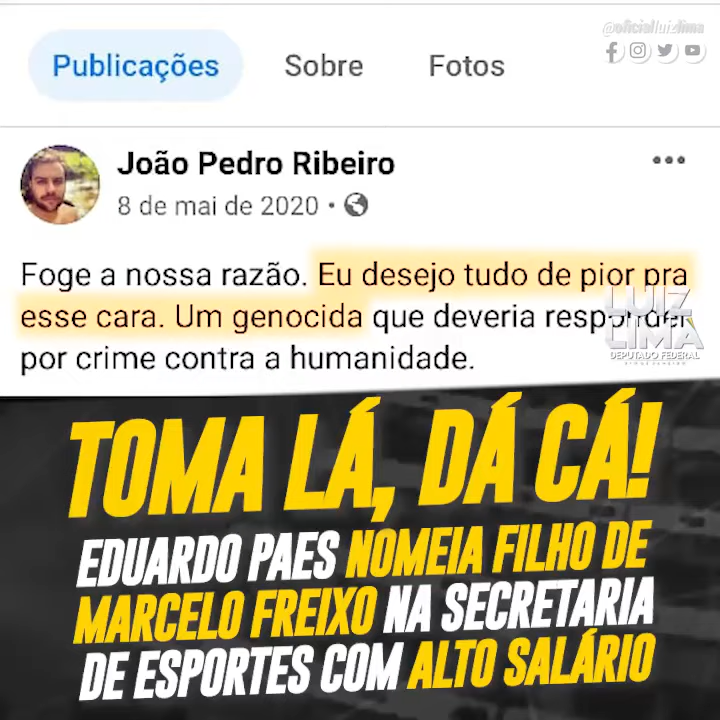 @oficialluizlima
Publicações Sobre Fotos
João Pedro Ribeiro
8 de mai de 2020
Foge a nossa razão. Eu desejo tudo de pior pra
esse cara. Um genocida que deveria responder
por crime contra a humanidade.
LUIZ
LIMA
DEPUTADO FEDERAL
TOMA LÁ, DÁ CÁ!
EDUARDO PAES NOMEIA FILHO DE
MARCELO FREIXO NA SECRETARIA
DE ESPORTES COM ALTO SALÁRIO